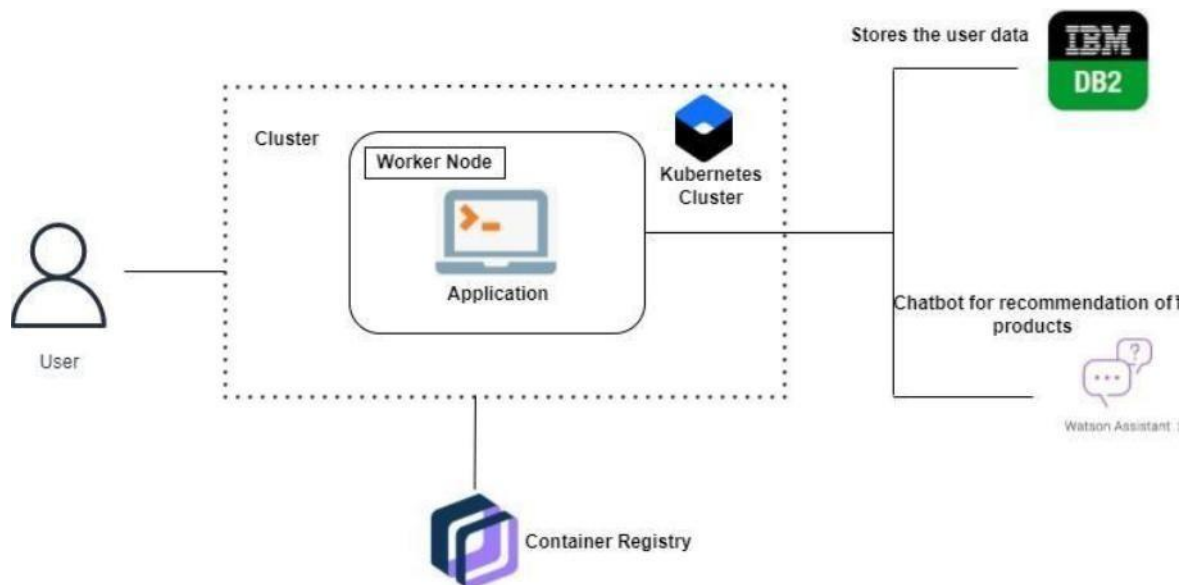 Stores the user data
IBM
DB2
Cluster
Worker Node
Kubernetes
Cluster
Application
User
Chatbot for recommendation of
products
Watson Assistant
Container Registry